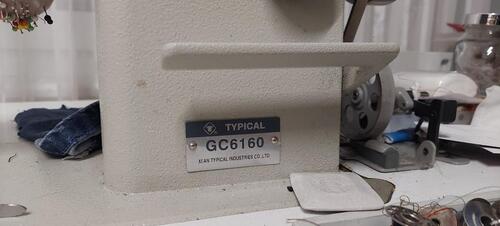 TYPICAL
GC6160
XI'AN TYPICAL INDUSTRIES CO.,LTD